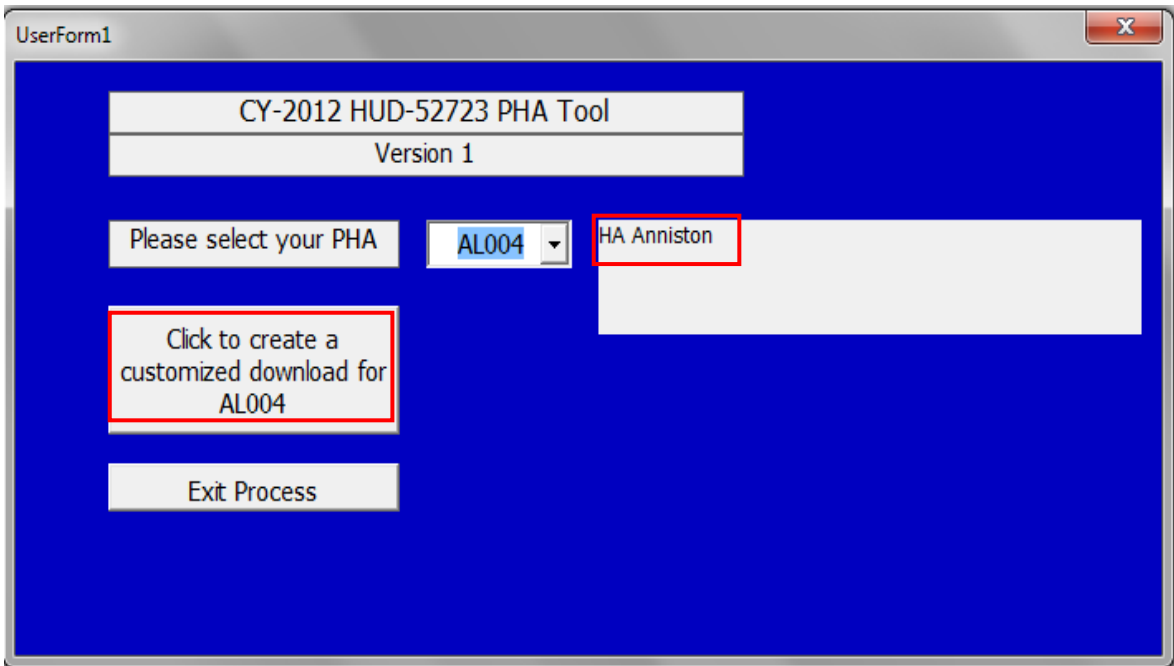 UserForm1
X
CY-2012 HUD-52723 PHA Tool
Version 1
Please select your PHA
AL004
HA Anniston
Click to create a
customized download for
AL004
Exit Process